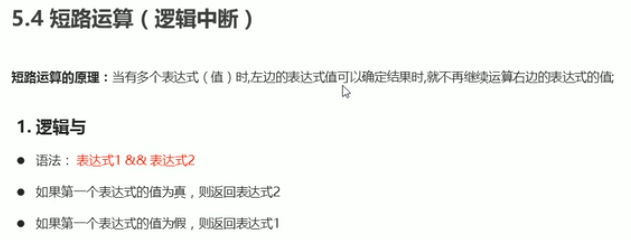 5.4 短路运算（逻辑中断）
短路运算的原理：当有多个表达式（值）时,左边的表达式值可以确定结果时,就不再继续运算右边的表达式的值;
1. 逻辑与
● 语法： 表达式1 && 表达式2
● 如果第一个表达式的值为真，则返回表达式2
● 如果第一个表达式的值为假，则返回表达式1